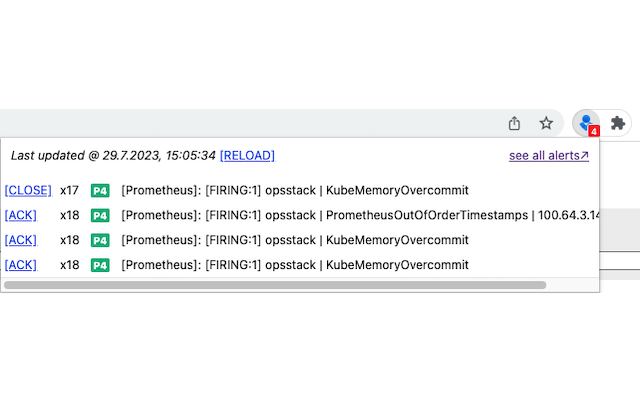 4
Last updated @ 29.7.2023, 15:05:34 [RELOAD] see all alerts↗
[CLOSE] x17 P4 [Prometheus]: [FIRING:1] opsstack | KubeMemoryOvercommit
[ACK] x18 P4 [Prometheus]: [FIRING:1] opsstack | PrometheusOutOfOrderTimestamps | 100.64.3.14
[ACK] x18 P4 [Prometheus]: [FIRING:1] opsstack | KubeMemoryOvercommit
[ACK] x18 P4 [Prometheus]: [FIRING:1] opsstack | KubeMemoryOvercommit